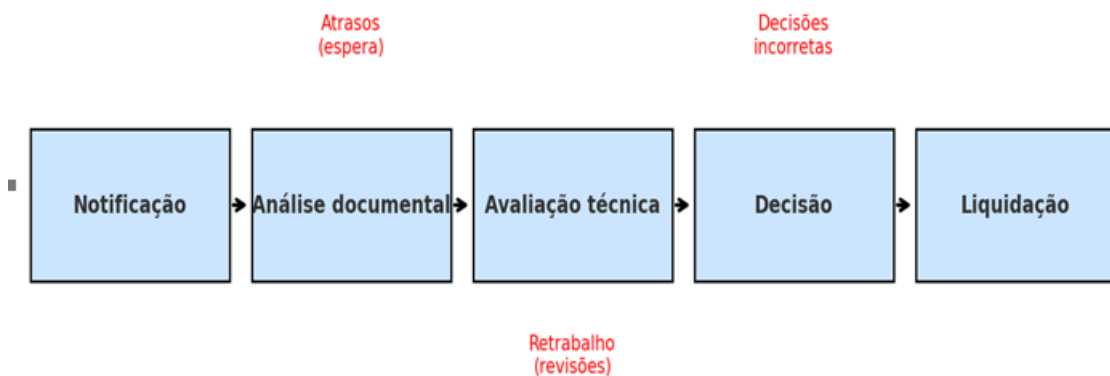 Atrasos
(espera)
Decisões
incorretas
Notificação
Análise documental
Avaliação técnica
Decisão
Liquidação
Retrabalho
(revisões)